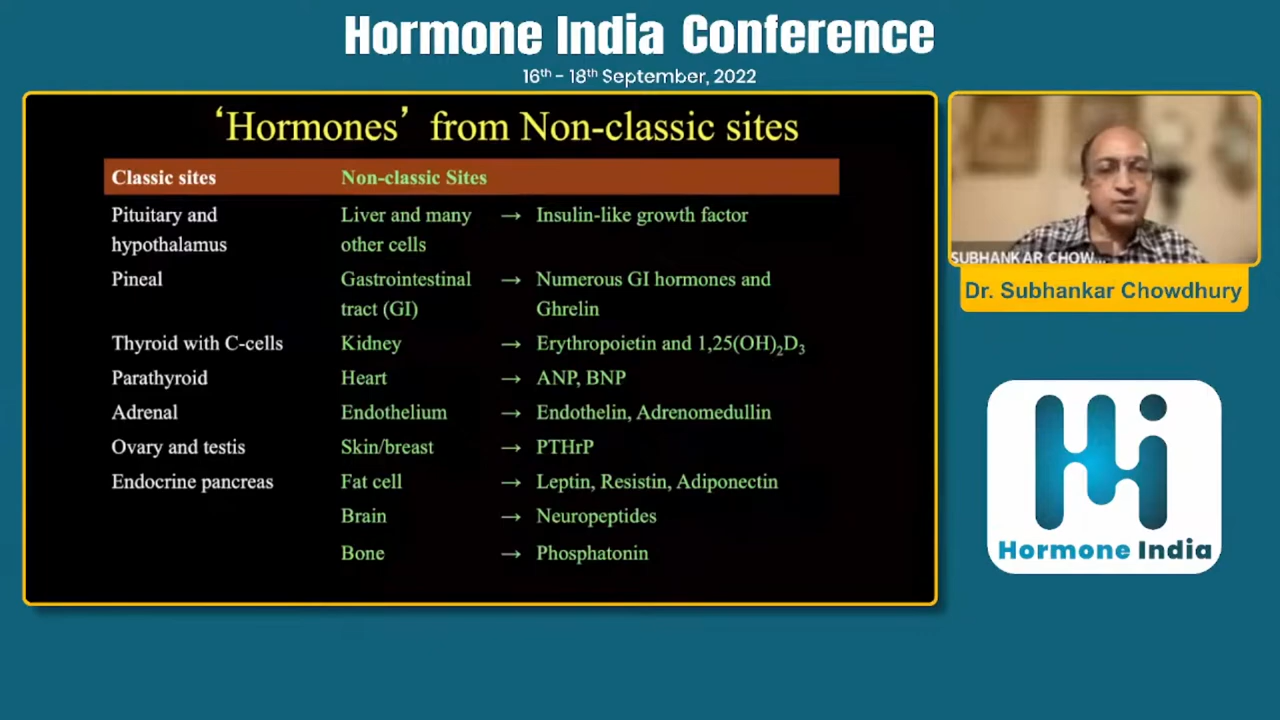 Hormone India Conference
16th - 18th September, 2022
‘Hormones’ from Non-classic sites
Classic sites Non-classic Sites
Pituitary and Liver and many → Insulin-like growth factor
hypothalamus other cells
Pineal Gastrointestinal → Numerous GI hormones and
tract (GI) Ghrelin
Thyroid with C-cells Kidney → Erythropoietin and 1,25(OH)₂D₃
Parathyroid Heart → ANP, BNP
Adrenal Endothelium → Endothelin, Adrenomedullin
Ovary and testis Skin/breast → PTHrP
Endocrine pancreas Fat cell → Leptin, Resistin, Adiponectin
Brain → Neuropeptides
Bone → Phosphatonin
SUBHANKAR CHOW...
Dr. Subhankar Chowdhury
Hi
Hormone India